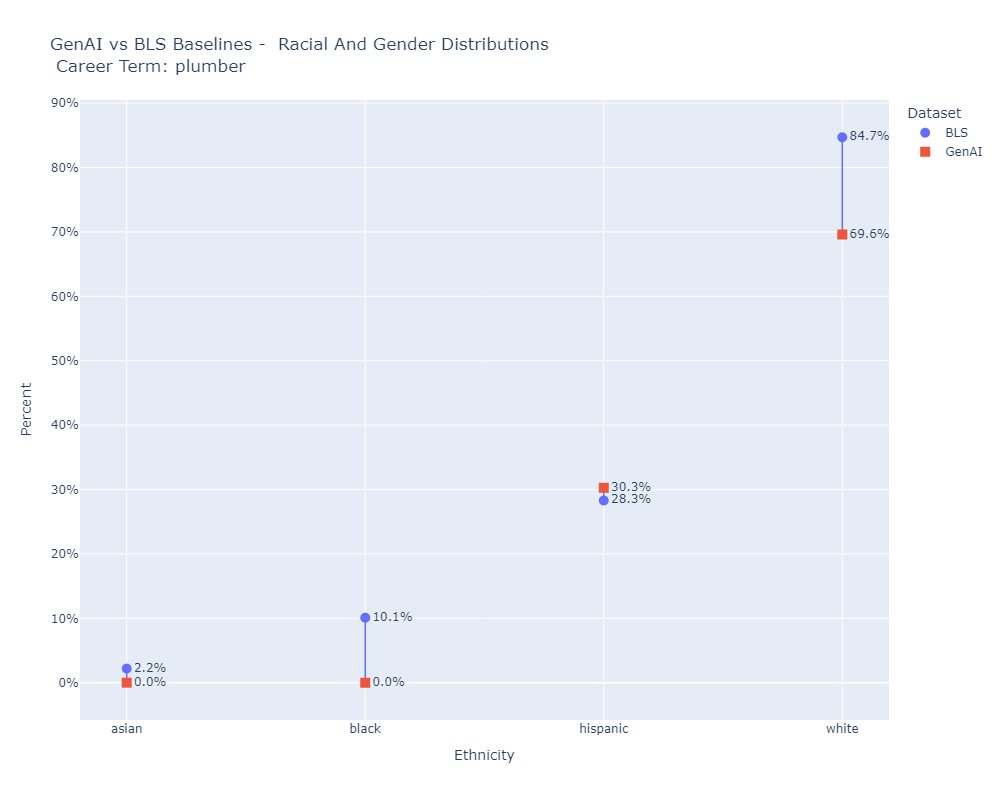 GenAI vs BLS Baselines - Racial And Gender Distributions
Career Term: plumber
Dataset
BLS
GenAI
90%
80%
70%
60%
50%
40%
30%
20%
10%
0%
Percent
84.7%
69.6%
30.3%
28.3%
10.1%
0.0%
2.2%
0.0%
asian
black
hispanic
white
Ethnicity